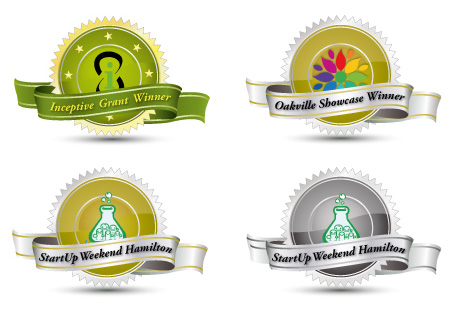 Inceptive Grant Winner
Oakville Showcase Winner
StartUp Weekend Hamilton
StartUp Weekend Hamilton